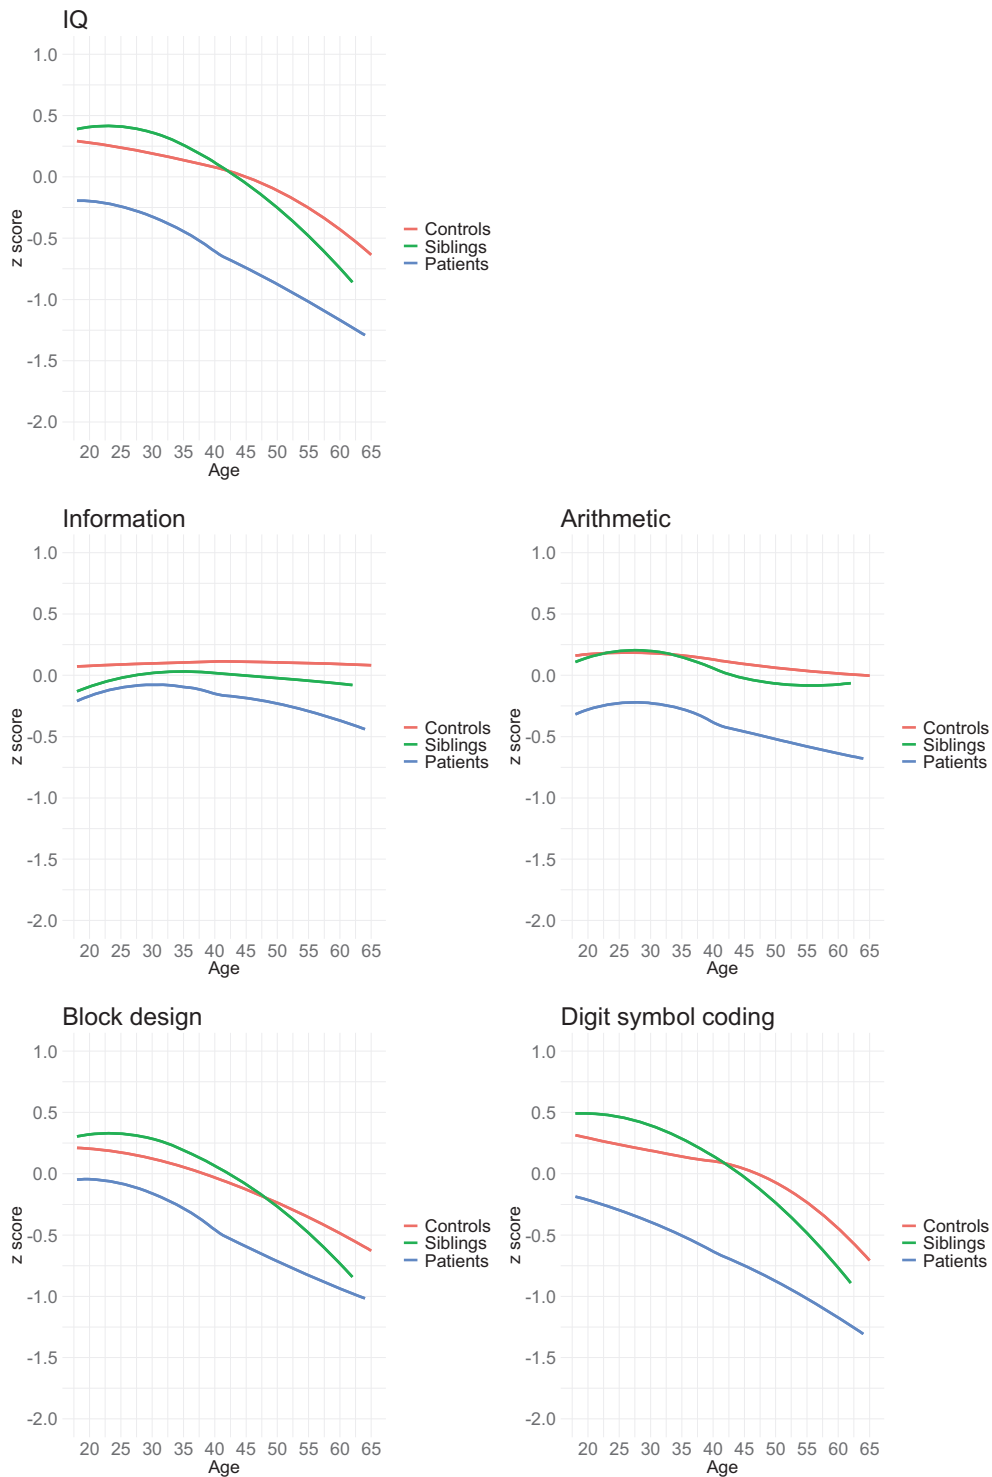 IQ
1.0
0.5
0.0
-0.5
-1.0
-1.5
-2.0
z score
20 25 30 35 40 45 50 55 60 65
Age
Controls
Siblings
Patients
Information
1.0
0.5
0.0
-0.5
-1.0
-1.5
-2.0
z score
20 25 30 35 40 45 50 55 60 65
Age
Controls
Siblings
Patients
Arithmetic
1.0
0.5
0.0
-0.5
-1.0
-1.5
-2.0
z score
20 25 30 35 40 45 50 55 60 65
Age
Controls
Siblings
Patients
Block design
1.0
0.5
0.0
-0.5
-1.0
-1.5
-2.0
z score
20 25 30 35 40 45 50 55 60 65
Age
Controls
Siblings
Patients
Digit symbol coding
1.0
0.5
0.0
-0.5
-1.0
-1.5
-2.0
z score
20 25 30 35 40 45 50 55 60 65
Age
Controls
Siblings
Patients